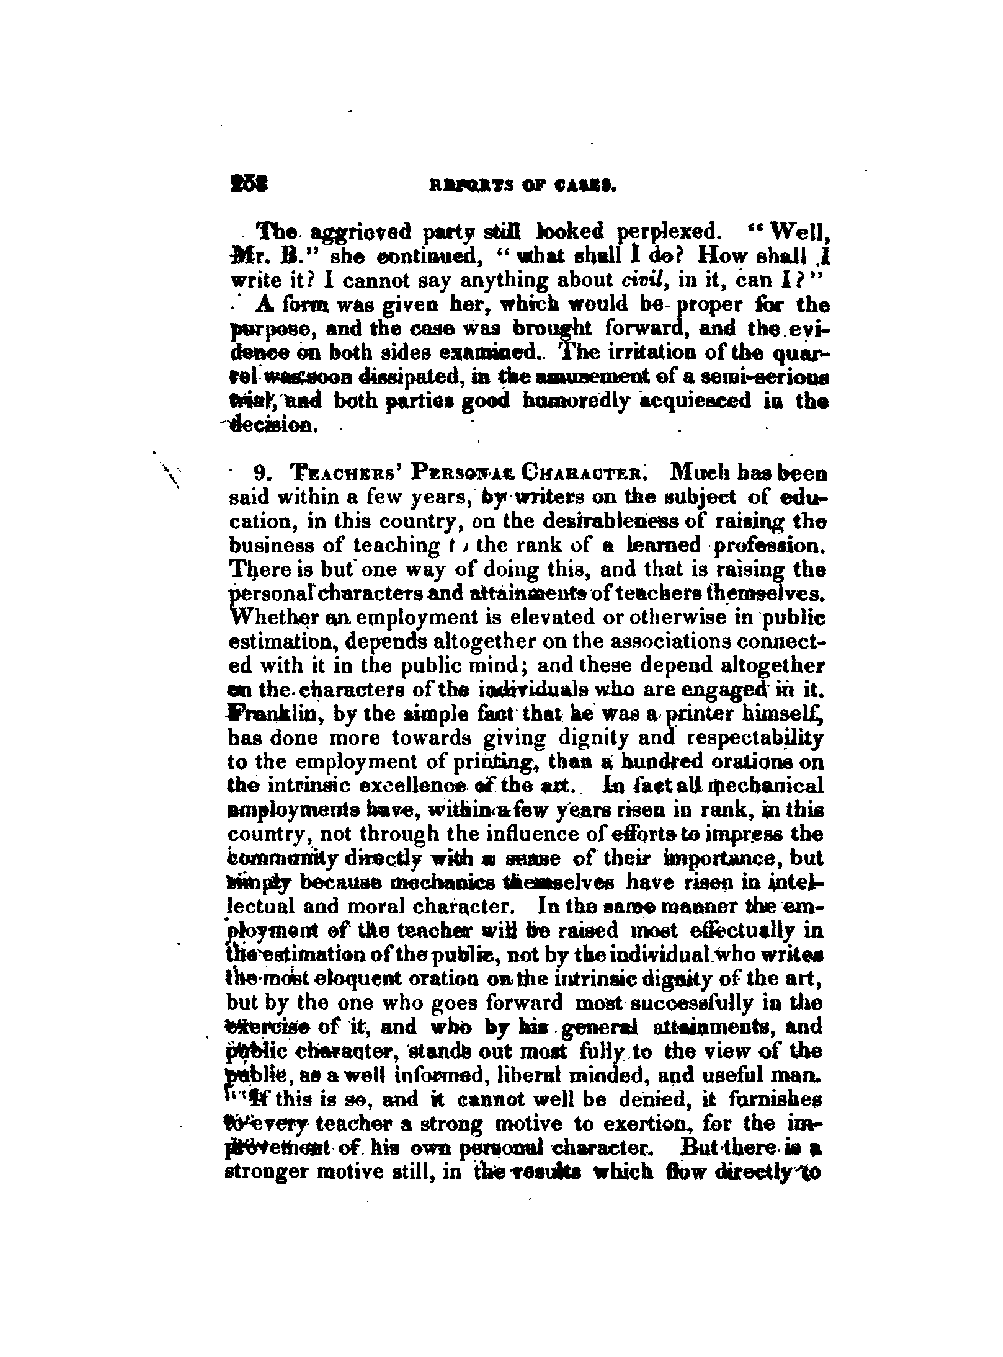 258 REPORTS OF CASES.
The aggrieved party still looked perplexed. “Well,
Mr. B.” she continued, “what shall I do? How shall I
write it? I cannot say anything about civil, in it, can I?”
A form was given her, which would be proper for the
purpose, and the case was brought forward, and the evi-
dence on both sides examined. The irritation of the quar-
rel was soon dissipated, in the amusement of a semi-serious
trial, and both parties good humoredly acquiesced in the
decision.
9. TEACHERS’ PERSONAL CHARACTER. Much has been
said within a few years, by writers on the subject of edu-
cation, in this country, on the desirableness of raising the
business of teaching to the rank of a learned profession.
There is but one way of doing this, and that is raising the
personal characters and attainments of teachers themselves.
Whether an employment is elevated or otherwise in public
estimation, depends altogether on the associations connect-
ed with it in the public mind; and these depend altogether
on the characters of the individuals who are engaged in it.
Franklin, by the simple fact that he was a printer himself,
has done more towards giving dignity and respectability
to the employment of printing, than a hundred orations on
the intrinsic excellence of the art. In fact all mechanical
employments have, within a few years risen in rank, in this
country, not through the influence of efforts to impress the
community directly with a sense of their importance, but
simply because mechanics themselves have risen in intel-
lectual and moral character. In the same manner the em-
ployment of the teacher will be raised most effectually in
the estimation of the public, not by the individual who writes
the most eloquent oration on the intrinsic dignity of the art,
but by the one who goes forward most successfully in the
exercise of it, and who by his general attainments, and
public character, stands out most fully to the view of the
public, as a well informed, liberal minded, and useful man.
If this is so, and it cannot well be denied, it furnishes
to every teacher a strong motive to exertion, for the im-
provement of his own personal character. But there is a
stronger motive still, in the results which flow directly to